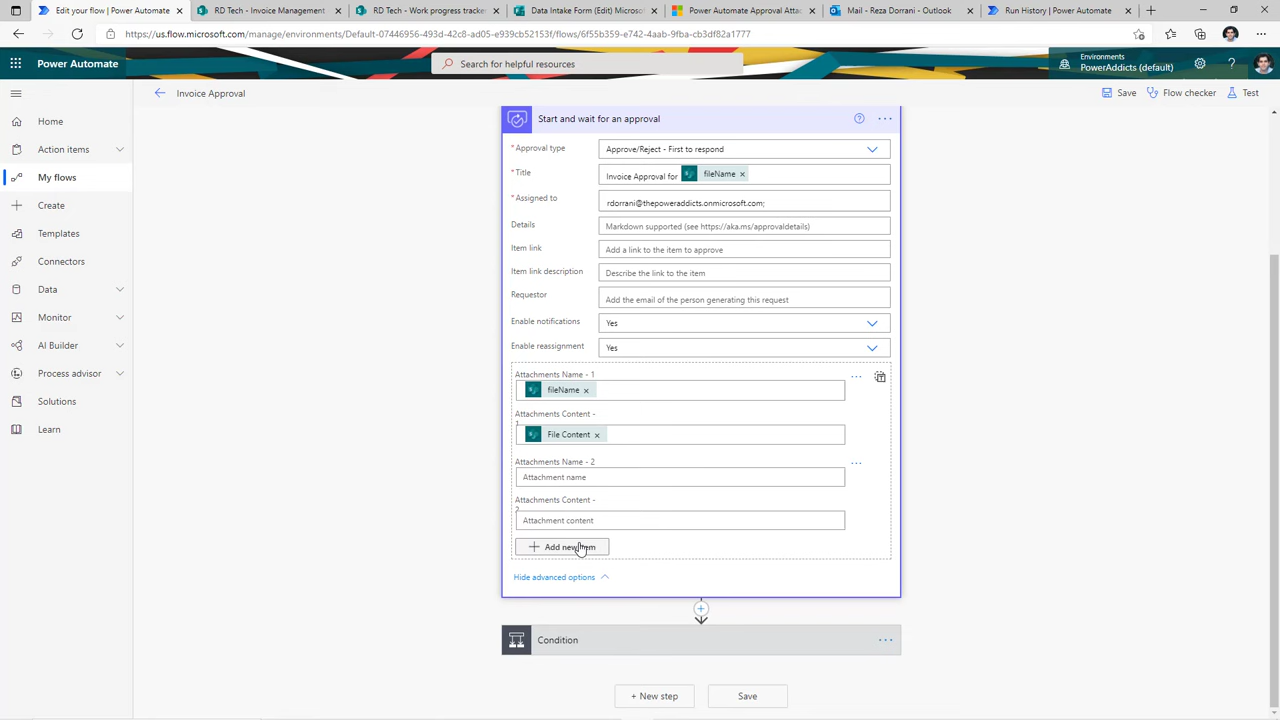 Edit your flow | Power Automate
RD Tech - Invoice Management
RD Tech - Work progress tracker
Data Intake Form (Edit) Microsof
Power Automate Approval Attac
Mail - Reza Dorrani - Outlook
Run History | Power Automate
https://us.flow.microsoft.com/manage/environments/Default-07446956-493d-42c8-ad05-e939cb52153f/flows/6f55b359-e742-4aab-9fba-cb3df82a1777
Power Automate
Search for helpful resources
Environments
PowerAddicts (default)
Invoice Approval
Save
Flow checker
Test
Home
Action items
My flows
Create
Templates
Connectors
Data
Monitor
AI Builder
Process advisor
Solutions
Learn
Start and wait for an approval
* Approval type
Approve/Reject - First to respond
* Title
Invoice Approval for fileName ×
* Assigned to
rdorrani@thepoweraddicts.onmicrosoft.com;
Details
Markdown supported (see https://aka.ms/approvaldetails)
Item link
Add a link to the item to approve
Item link description
Describe the link to the item
Requestor
Add the email of the person generating this request
Enable notifications
Yes
Enable reassignment
Yes
Attachments Name - 1
fileName ×
Attachments Content -
File Content ×
Attachments Name - 2
Attachment name
Attachments Content -
Attachment content
+ Add new item
Hide advanced options
Condition
+ New step
Save